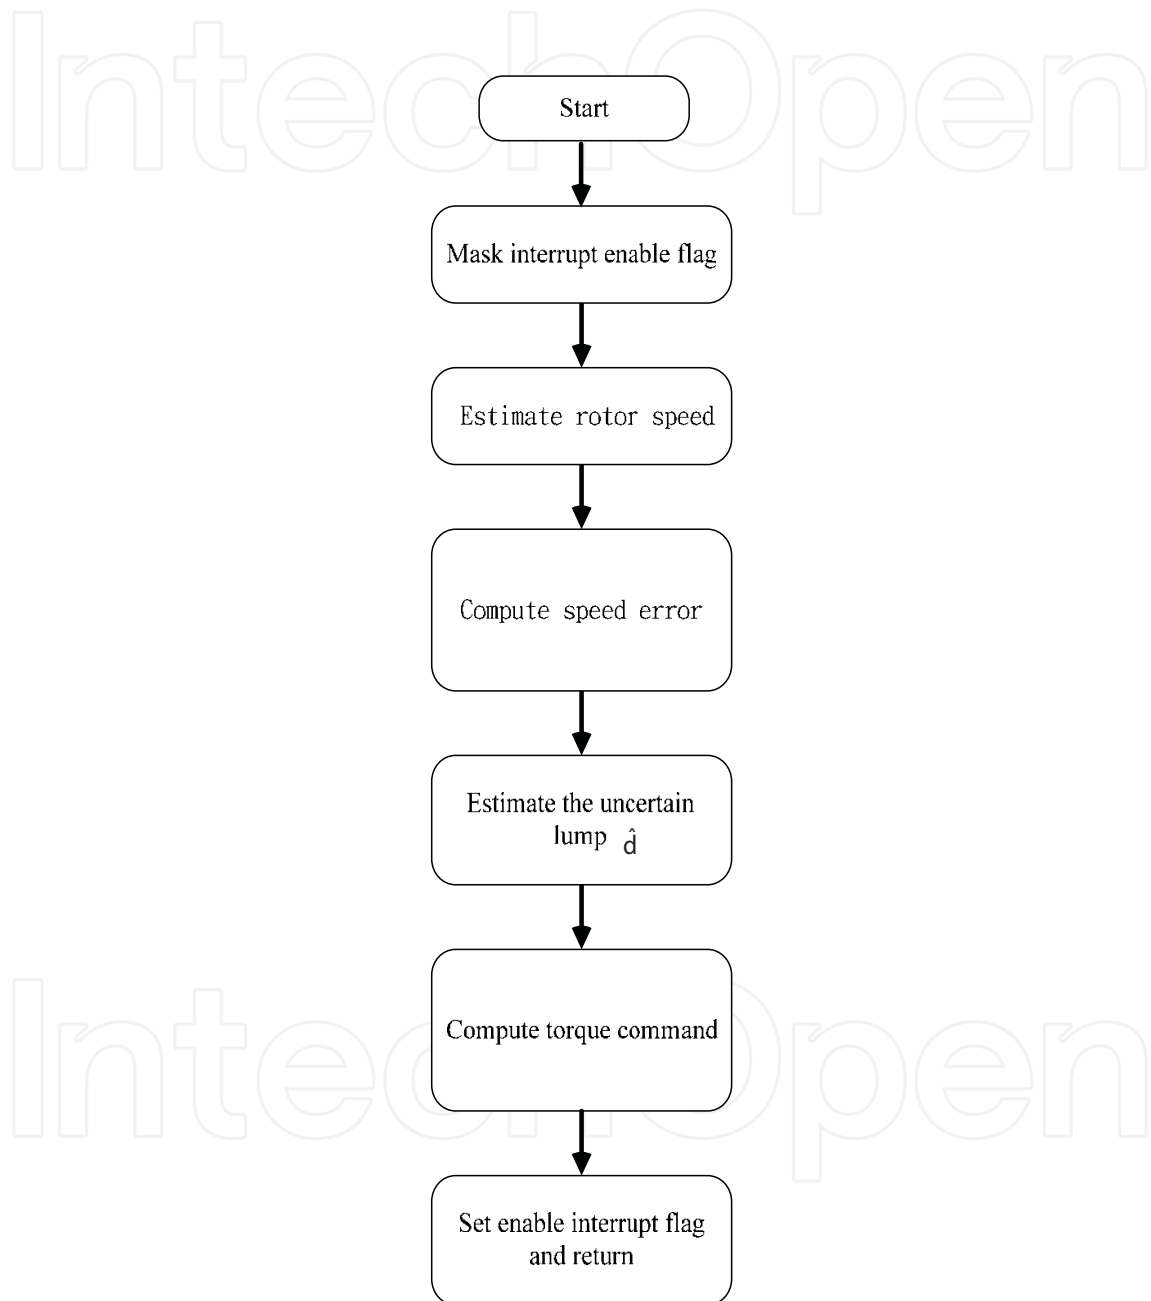 IntechOpen
Start
Mask interrupt enable flag
Estimate rotor speed
Compute speed error
Estimate the uncertain
lump d̂
IntechOpen
Compute torque command
Set enable interrupt flag
and return